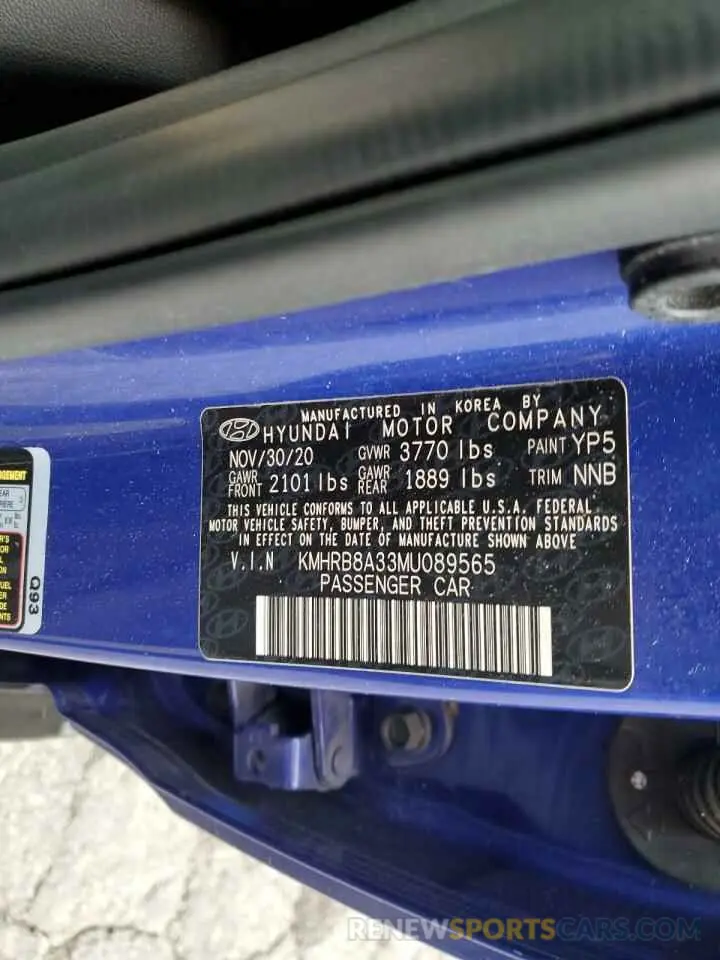 MANUFACTURED IN KOREA BY
HYUNDAI MOTOR COMPANY
NOV/30/20 GVWR 3770 lbs PAINT YP5
GAWR FRONT 2101 lbs GAWR REAR 1889 lbs TRIM NNB
THIS VEHICLE CONFORMS TO ALL APPLICABLE U.S.A. FEDERAL
MOTOR VEHICLE SAFETY, BUMPER, AND THEFT PREVENTION STANDARDS
IN EFFECT ON THE DATE OF MANUFACTURE SHOWN ABOVE
V.I.N KMHRB8A33MU089565
PASSENGER CAR
Q93
RENEWSPORTSCARS.COM